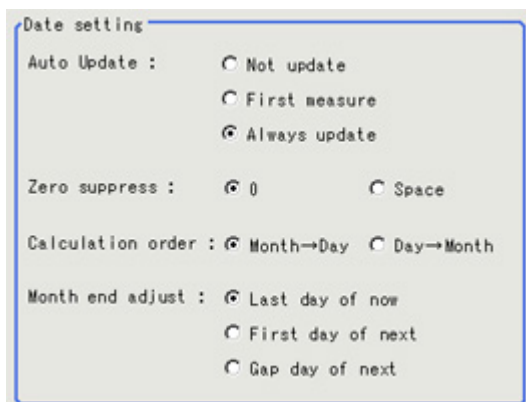 Date setting
Auto Update : Not update
First measure
Always update
Zero suppress : 0 Space
Calculation order : Month→Day Day→Month
Month end adjust : Last day of now
First day of next
Gap day of next